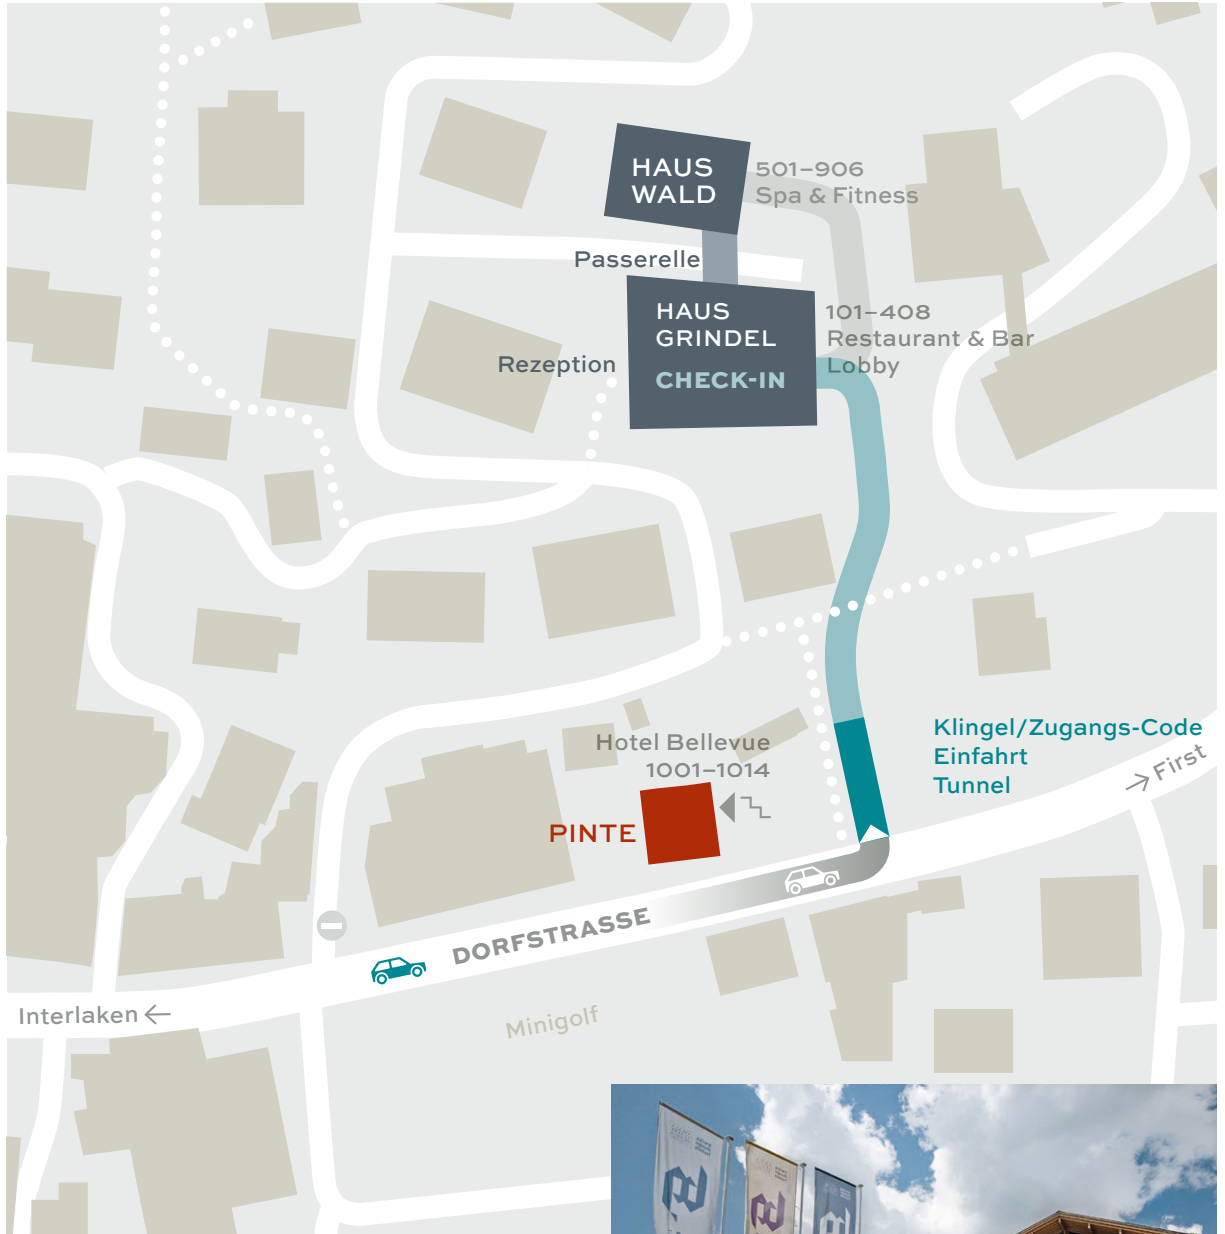 HAUS
WALD
501–906
Spa & Fitness
Passerelle
HAUS
GRINDEL
CHECK-IN
101–408
Restaurant & Bar
Lobby
Rezeption
Klingel/Zugangs-Code
Einfahrt
Tunnel
→ First
Hotel Bellevue
1001–1014
PINTE
DORFSTRASSE
Interlaken ←
Minigolf